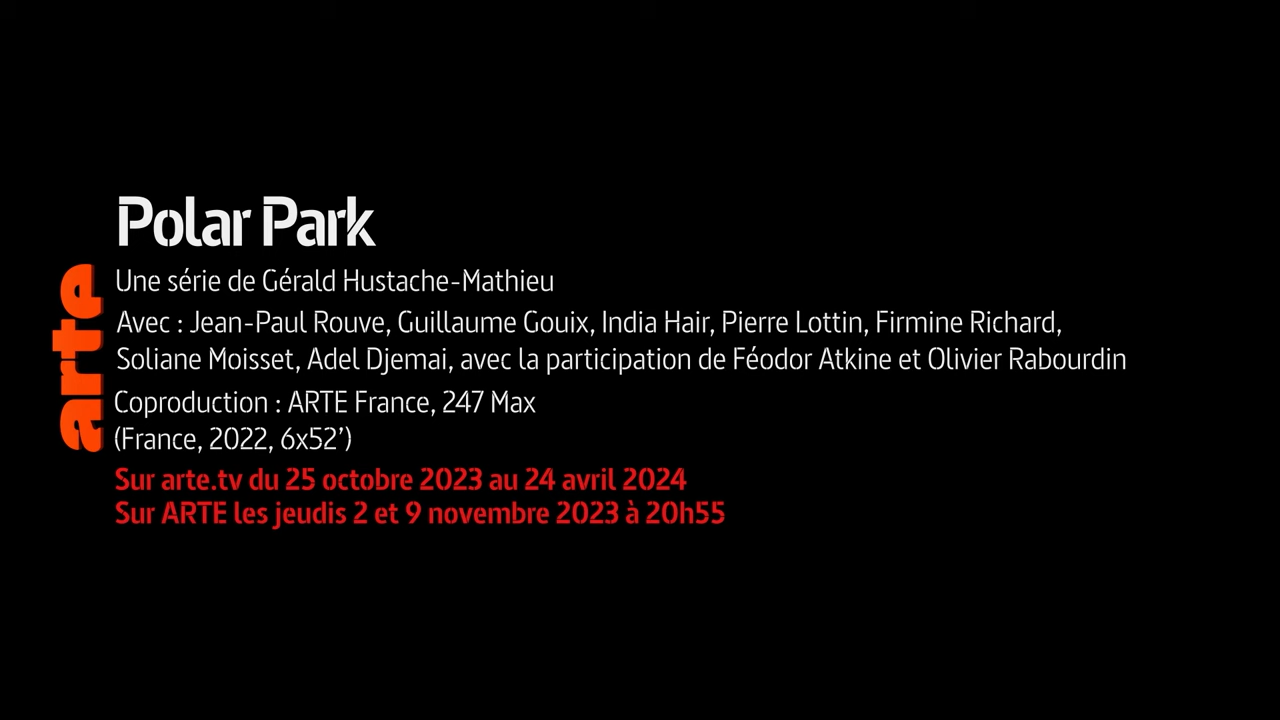 Polar Park
arte
Une série de Gérald Hustache-Mathieu
Avec : Jean-Paul Rouve, Guillaume Gouix, India Hair, Pierre Lottin, Firmine Richard,
Soliane Moisset, Adel Djemai, avec la participation de Féodor Atkine et Olivier Rabourdin
Coproduction : ARTE France, 247 Max
(France, 2022, 6x52’)
Sur arte.tv du 25 octobre 2023 au 24 avril 2024
Sur ARTE les jeudis 2 et 9 novembre 2023 à 20h55